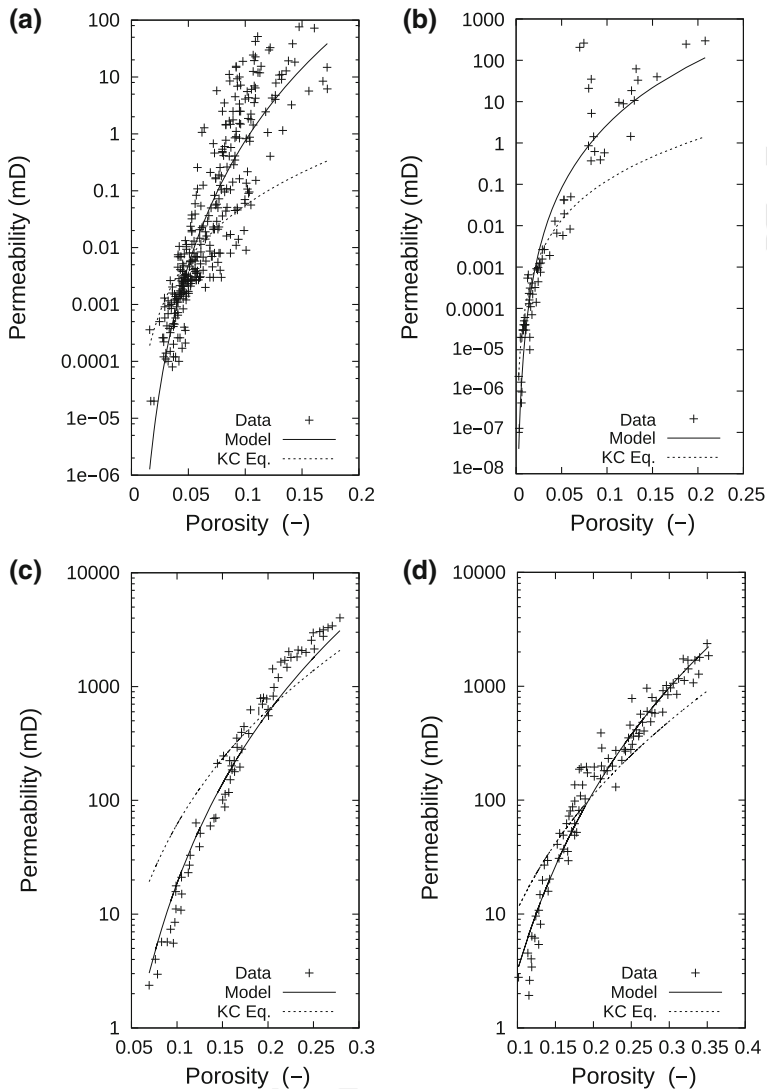 (a)
100
10
1
0.1
0.01
0.001
0.0001
1e-05
1e-06
Permeability (mD)
Data
Model
KC Eq.
0 0.05 0.1 0.15 0.2
Porosity (-)
(b)
1000
100
10
1
0.1
0.01
0.001
0.0001
1e-05
1e-06
1e-07
1e-08
Permeability (mD)
Data
Model
KC Eq.
0 0.05 0.1 0.15 0.2 0.25
Porosity (-)
(c)
10000
1000
100
10
1
Permeability (mD)
Data
Model
KC Eq.
0.05 0.1 0.15 0.2 0.25 0.3
Porosity (-)
(d)
10000
1000
100
10
1
Permeability (mD)
Data
Model
KC Eq.
0.1 0.15 0.2 0.25 0.3 0.35 0.4
Porosity (-)